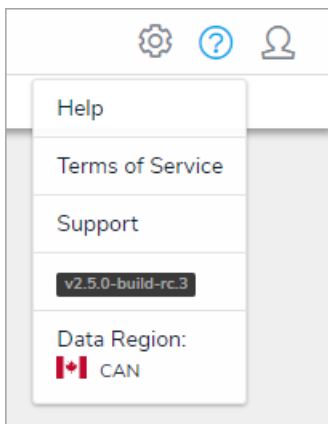 Help
Terms of Service
Support
v2.5.0-build-rc.3
Data Region:
CAN